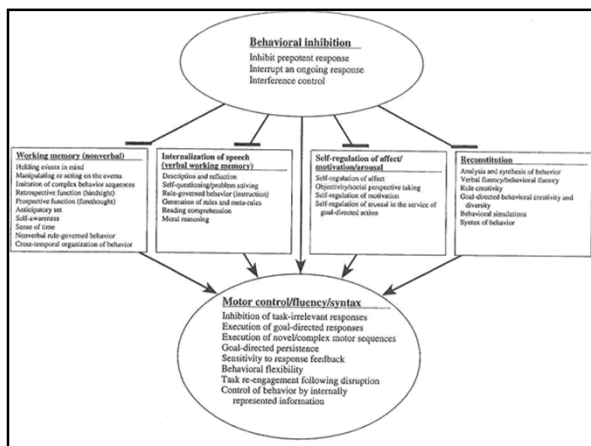 Behavioral inhibition
Inhibit prepotent response
Interrupt an ongoing response
Interference control
Working memory (nonverbal)
Holding events in mind
Manipulating or acting on the events
Imitation of complex behavior sequences
Retrospective function (hindsight)
Prospective function (forethought)
Anticipatory set
Self-awareness
Sense of time
Nonverbal rule-governed behavior
Cross-temporal organization of behavior
Internalization of speech
(verbal working memory)
Description and reflection
Self-questioning/problem solving
Rule-governed behavior (instruction)
Generation of rules and meta-rules
Reading comprehension
Moral reasoning
Self-regulation of affect/
motivation/arousal
Self-regulation of affect
Objectivity/social perspective taking
Self-regulation of motivation
Self-regulation of arousal in the service of
goal-directed action
Reconstitution
Analysis and synthesis of behavior
Verbal fluency/behavioral fluency
Rule creativity
Goal-directed behavioral creativity and
diversity
Behavioral simulations
Syntax of behavior
Motor control/fluency/syntax
Inhibition of task-irrelevant responses
Execution of goal-directed responses
Execution of novel/complex motor sequences
Goal-directed persistence
Sensitivity to response feedback
Behavioral flexibility
Task re-engagement following disruption
Control of behavior by internally
represented information